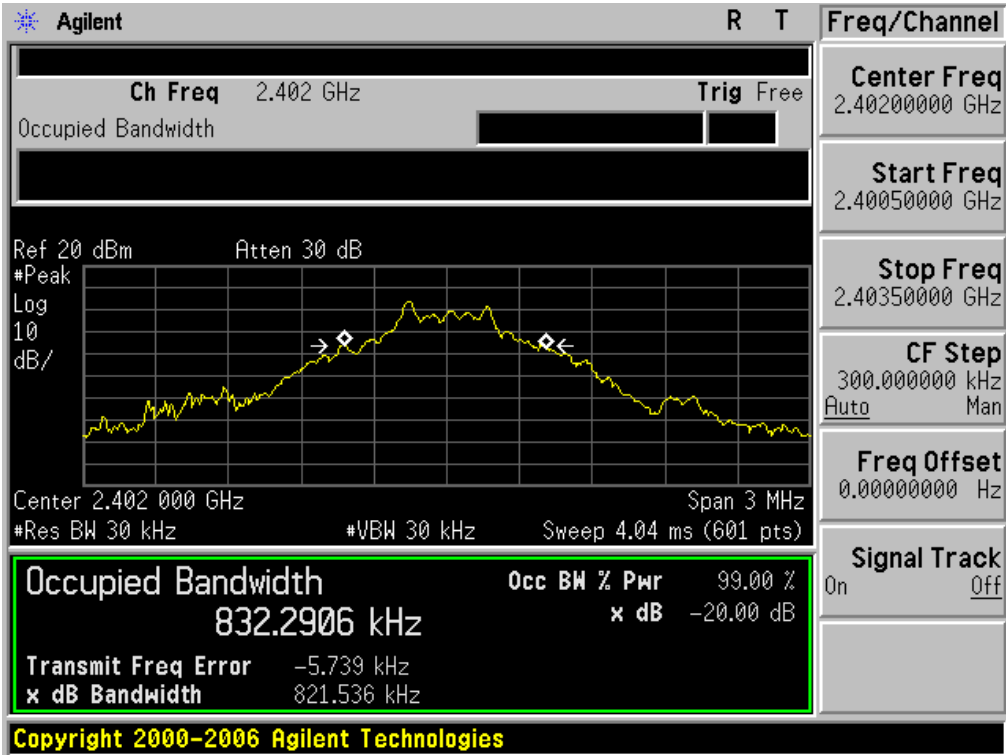 Agilent R T
Freq/Channel
Ch Freq 2.402 GHz Trig Free
Occupied Bandwidth
Center Freq
2.40200000 GHz
Start Freq
2.40050000 GHz
Stop Freq
2.40350000 GHz
CF Step
300.000000 kHz
Auto Man
Freq Offset
0.00000000 Hz
Signal Track
On Off
Ref 20 dBm Atten 30 dB
#Peak
Log
10
dB/
Center 2.402 000 GHz Span 3 MHz
#Res BW 30 kHz #VBW 30 kHz Sweep 4.04 ms (601 pts)
Occupied Bandwidth Occ BW % Pwr 99.00 %
832.2906 kHz x dB -20.00 dB
Transmit Freq Error -5.739 kHz
x dB Bandwidth 821.536 kHz
Copyright 2000-2006 Agilent Technologies